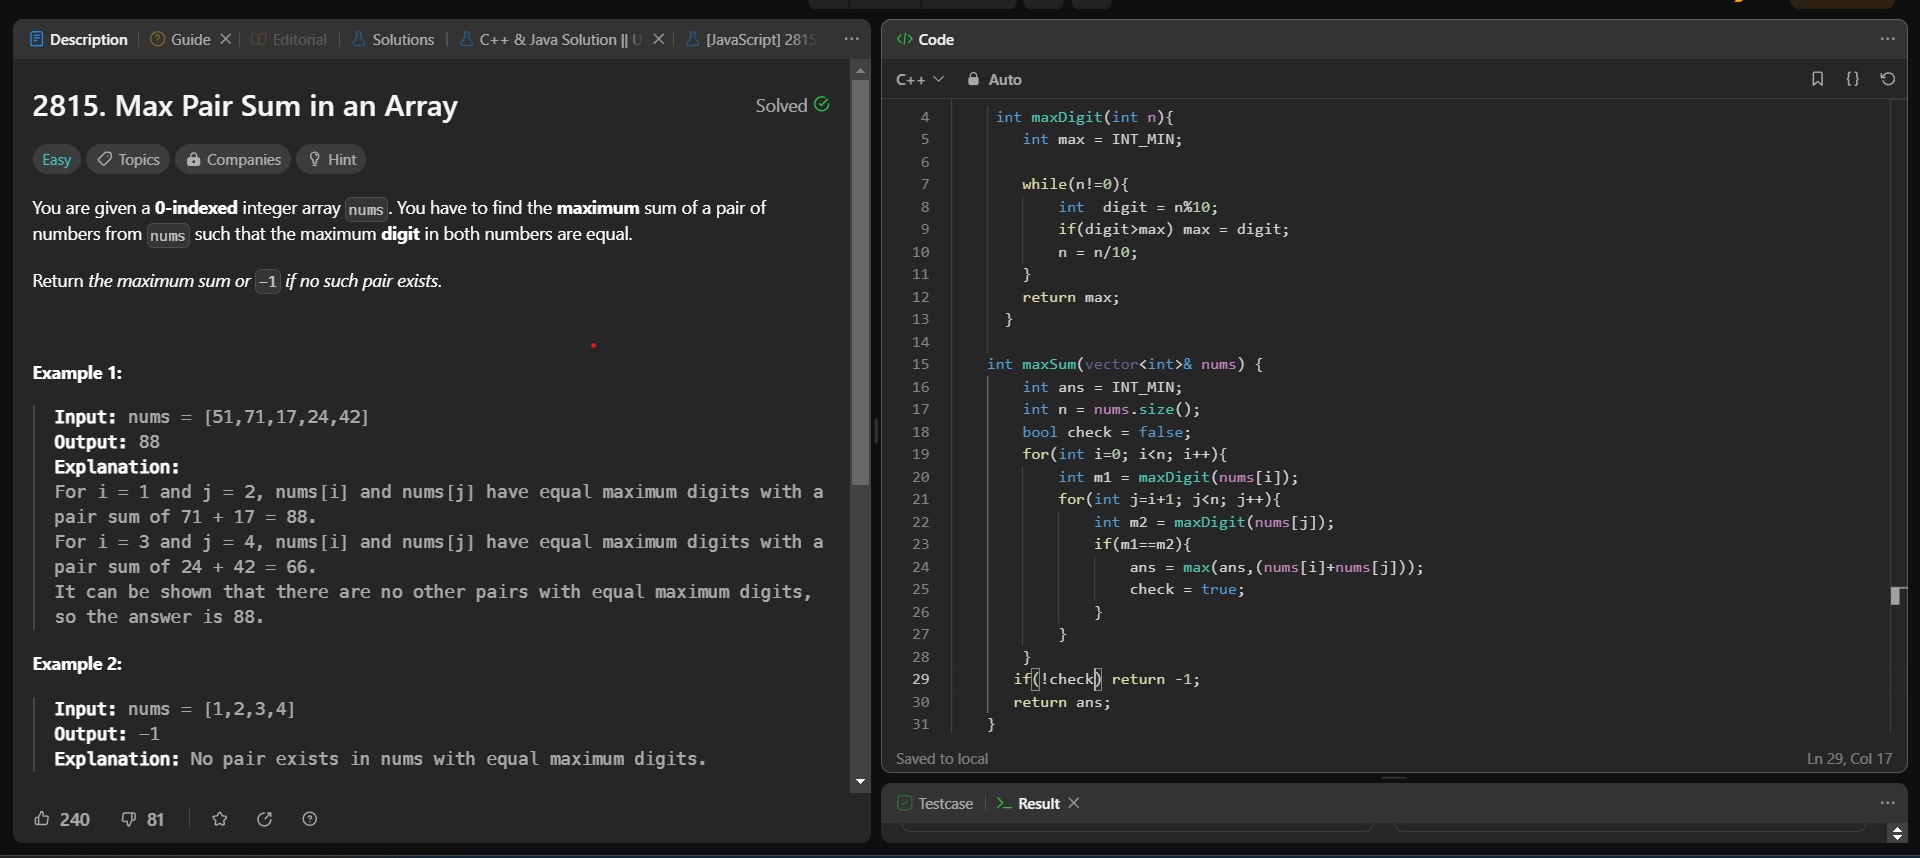 Description
Guide
Editorial
Solutions
C++ & Java Solution || U
[JavaScript] 2815
2815. Max Pair Sum in an Array
Solved
Easy
Topics
Companies
Hint
You are given a 0-indexed integer array nums. You have to find the maximum sum of a pair of
numbers from nums such that the maximum digit in both numbers are equal.
Return the maximum sum or -1 if no such pair exists.
Example 1:
Input: nums = [51,71,17,24,42]
Output: 88
Explanation:
For i = 1 and j = 2, nums[i] and nums[j] have equal maximum digits with a
pair sum of 71 + 17 = 88.
For i = 3 and j = 4, nums[i] and nums[j] have equal maximum digits with a
pair sum of 24 + 42 = 66.
It can be shown that there are no other pairs with equal maximum digits,
so the answer is 88.
Example 2:
Input: nums = [1,2,3,4]
Output: -1
Explanation: No pair exists in nums with equal maximum digits.
240
81
</> Code
C++
Auto
4 int maxDigit(int n){
5 int max = INT_MIN;
6
7 while(n!=0){
8 int  digit = n%10;
9 if(digit>max) max = digit;
10 n = n/10;
11 }
12 return max;
13 }
14
15 int maxSum(vector<int>& nums) {
16 int ans = INT_MIN;
17 int n = nums.size();
18 bool check = false;
19 for(int i=0; i<n; i++){
20 int m1 = maxDigit(nums[i]);
21 for(int j=i+1; j<n; j++){
22 int m2 = maxDigit(nums[j]);
23 if(m1==m2){
24 ans = max(ans,(nums[i]+nums[j]));
25 check = true;
26 }
27 }
28 }
29 if(!check) return -1;
30 return ans;
31 }
Saved to local
Ln 29, Col 17
Testcase
Result